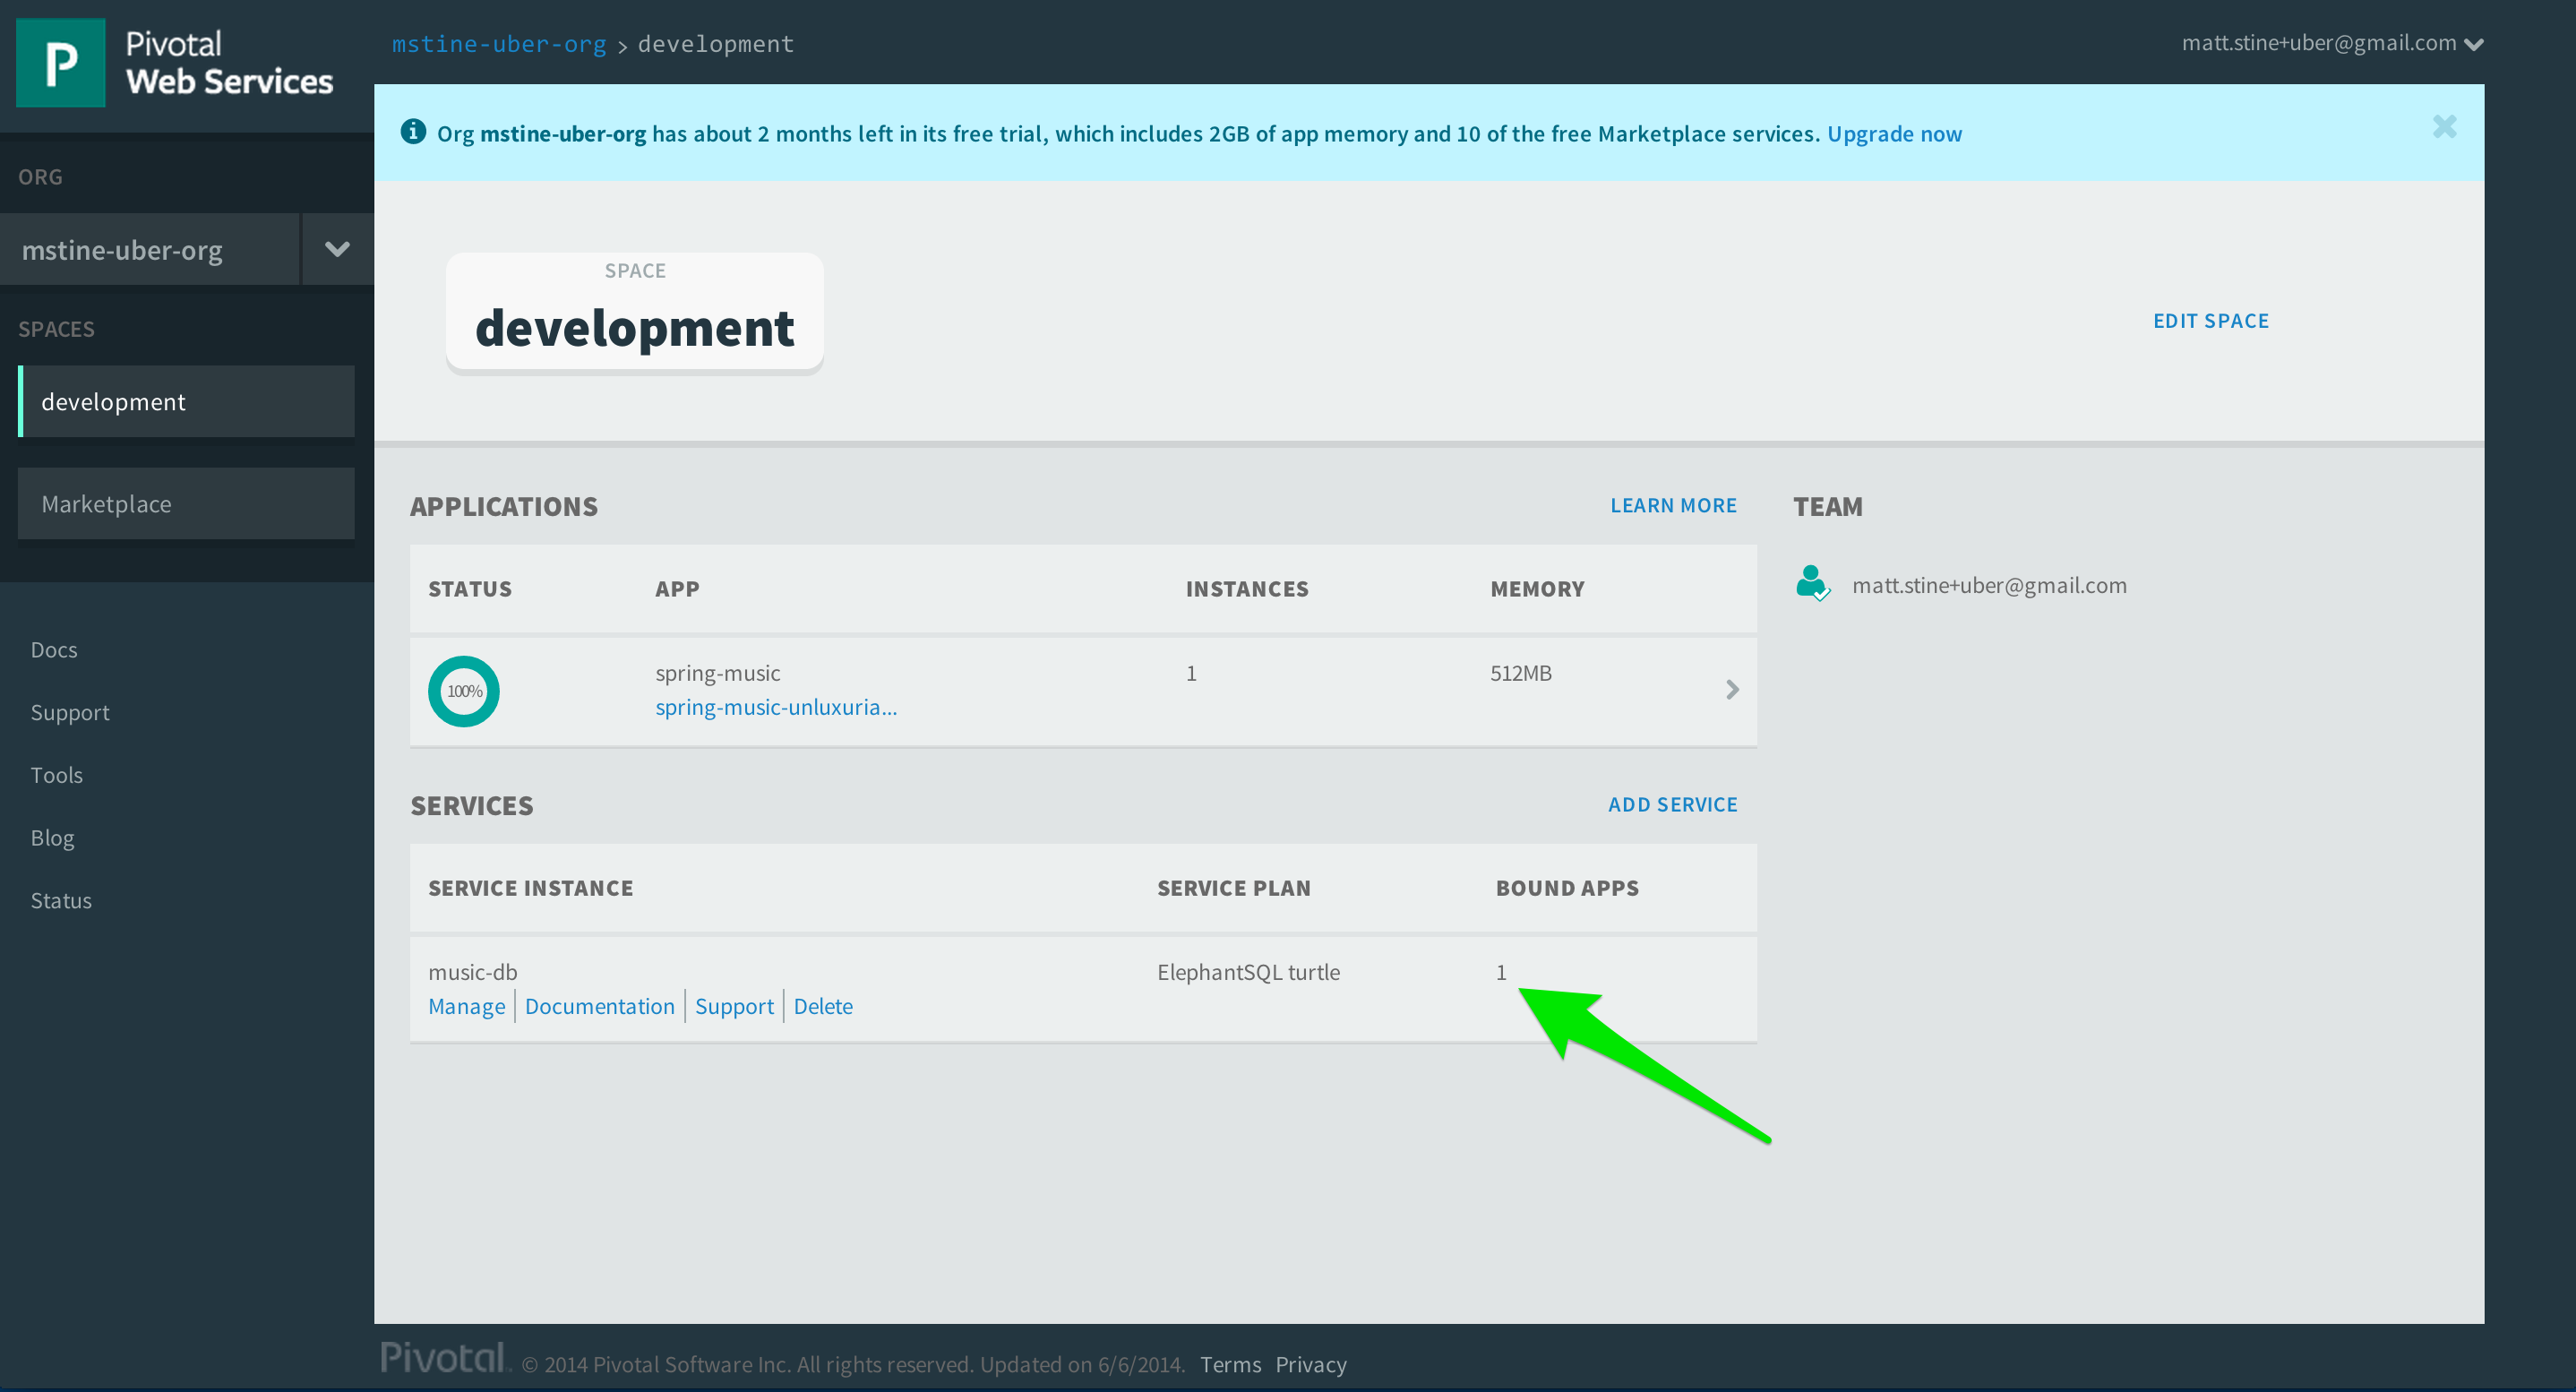 P
Pivotal
Web Services
mstine-uber-org > development
matt.stine+uber@gmail.com
Org mstine-uber-org has about 2 months left in its free trial, which includes 2GB of app memory and 10 of the free Marketplace services. Upgrade now
ORG
mstine-uber-org
SPACES
development
Marketplace
Docs
Support
Tools
Blog
Status
SPACE
development
EDIT SPACE
APPLICATIONS LEARN MORE
STATUS APP INSTANCES MEMORY
100% spring-music 1 512MB
spring-music-unluxuria...
SERVICES ADD SERVICE
SERVICE INSTANCE SERVICE PLAN BOUND APPS
music-db ElephantSQL turtle 1
Manage Documentation Support Delete
TEAM
matt.stine+uber@gmail.com
Pivotal © 2014 Pivotal Software Inc. All rights reserved. Updated on 6/6/2014. Terms Privacy